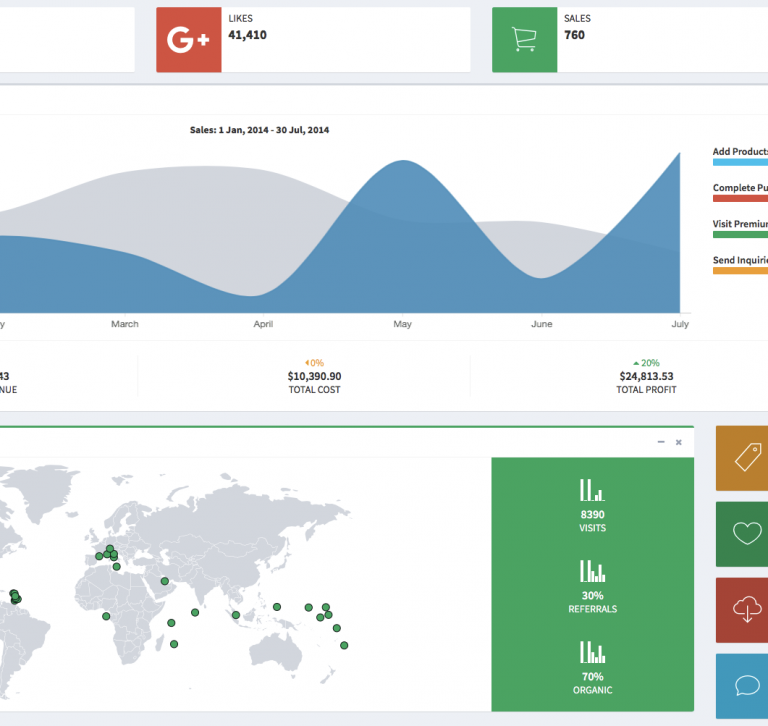 G+
LIKES
41,410
SALES
760
Sales: 1 Jan, 2014 - 30 Jul, 2014
Add Products
Complete Pu
Visit Premium
Send Inquirie
y
March
April
May
June
July
43
NUE
0%
$10,390.90
TOTAL COST
20%
$24,813.53
TOTAL PROFIT
8390
VISITS
30%
REFERRALS
70%
ORGANIC